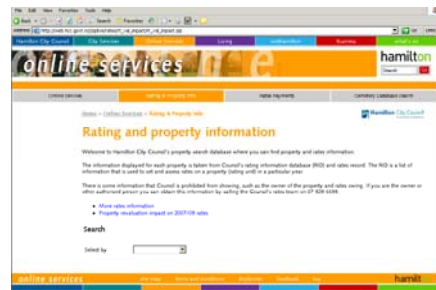 File Edit View Favorites Tools Help
Back Search Favorites
Hamilton City Council City Services Online Services Living Business what's on
online services
hamilton
Search
Online Services Rating & Property Info Rates Payments Cemetery Database Search
Home > Online Services > Rating & Property Info
Hamilton City Council
Rating and property information
Welcome to Hamilton City Council's property search database where you can find property and rates information.
The information displayed for each property is taken from Council's rating information database (RID) and rates record. The RID is a list of
information that is used to set and assess rates on a property (rating unit) in a particular year.
There is some information that Council is prohibited from showing, such as the owner of the property and rates owing. If you are the owner or
other authorised person you can obtain this information by calling the Council's rates team on 07 838
More rates information
Property revaluation impact on 2007/08 rates
Search
Select by
online services site map terms and conditions disclaimer feedback faq hamilt